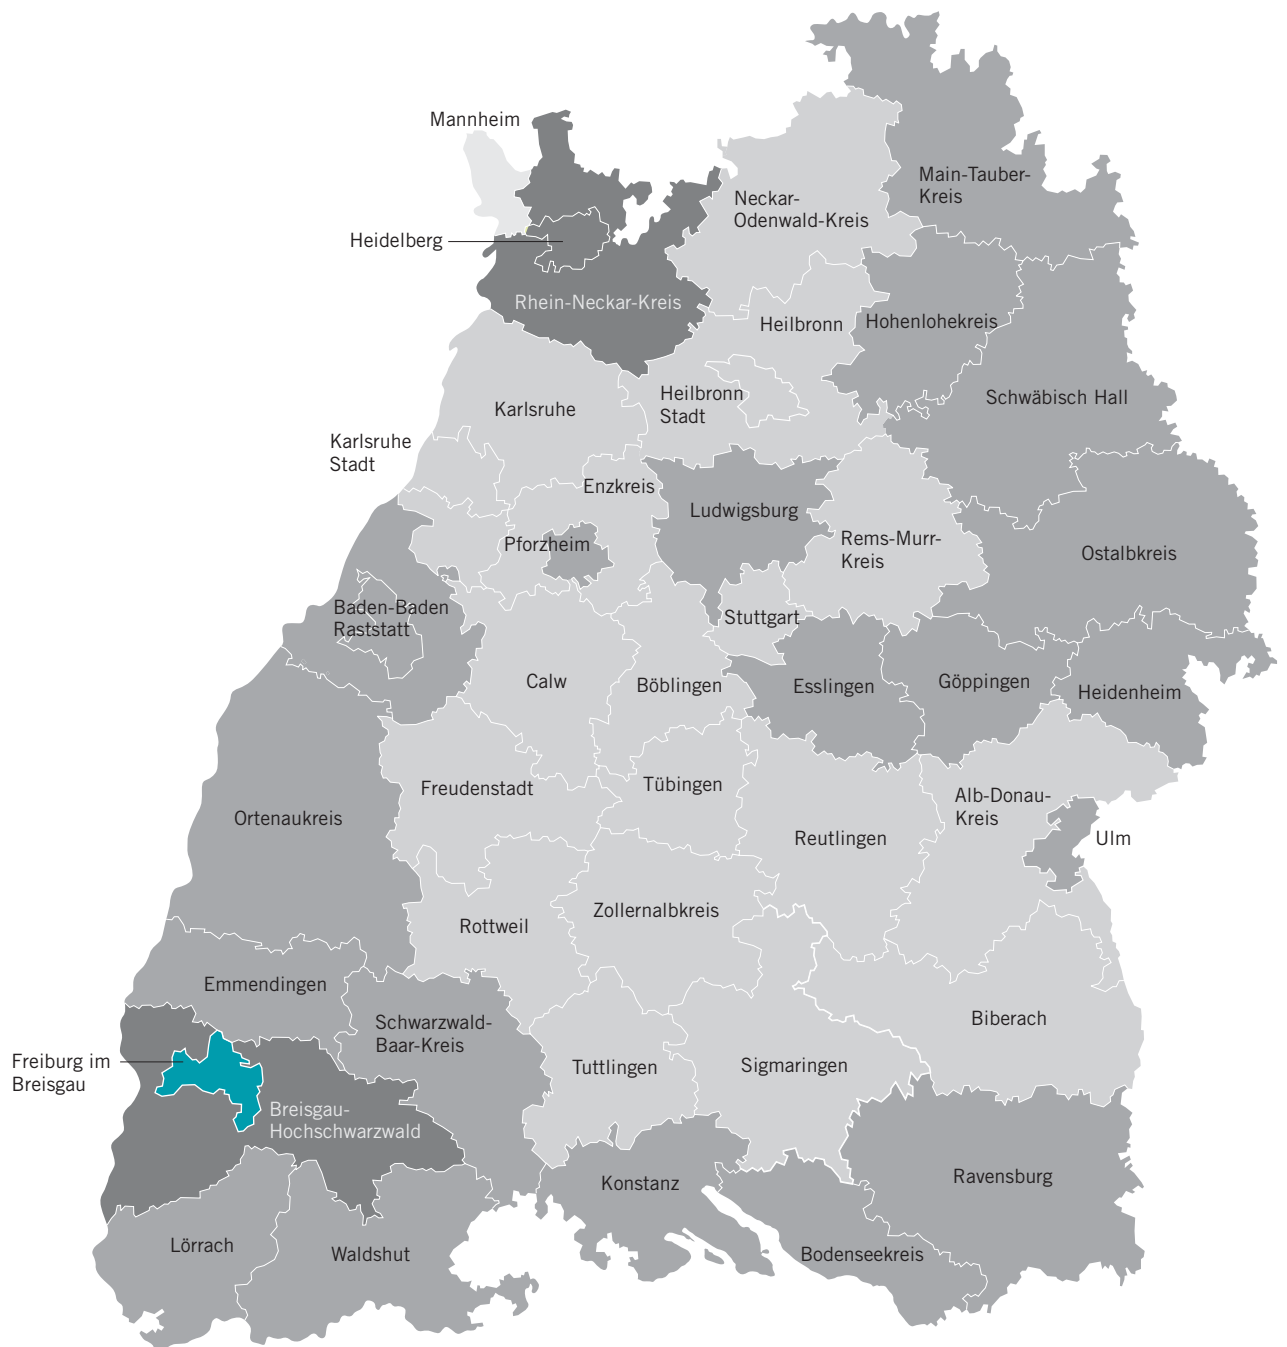 Mannheim
Main-Tauber-
Kreis
Neckar-
Odenwald-Kreis
Heidelberg
Rhein-Neckar-Kreis
Heilbronn
Hohenlohekreis
Heilbronn
Stadt
Schwäbisch Hall
Karlsruhe
Karlsruhe
Stadt
Enzkreis
Ludwigsburg
Pforzheim
Rems-Murr-
Kreis
Ostalbkreis
Baden-Baden
Raststatt
Stuttgart
Calw
Böblingen
Esslingen
Göppingen
Heidenheim
Freudenstadt
Tübingen
Alb-Donau-
Kreis
Ortenaukreis
Reutlingen
Ulm
Zollernalbkreis
Rottweil
Emmendingen
Schwarzwald-
Baar-Kreis
Biberach
Freiburg im
Breisgau
Tuttlingen
Sigmaringen
Breisgau-
Hochschwarzwald
Konstanz
Ravensburg
Lörrach
Waldshut
Bodenseekreis